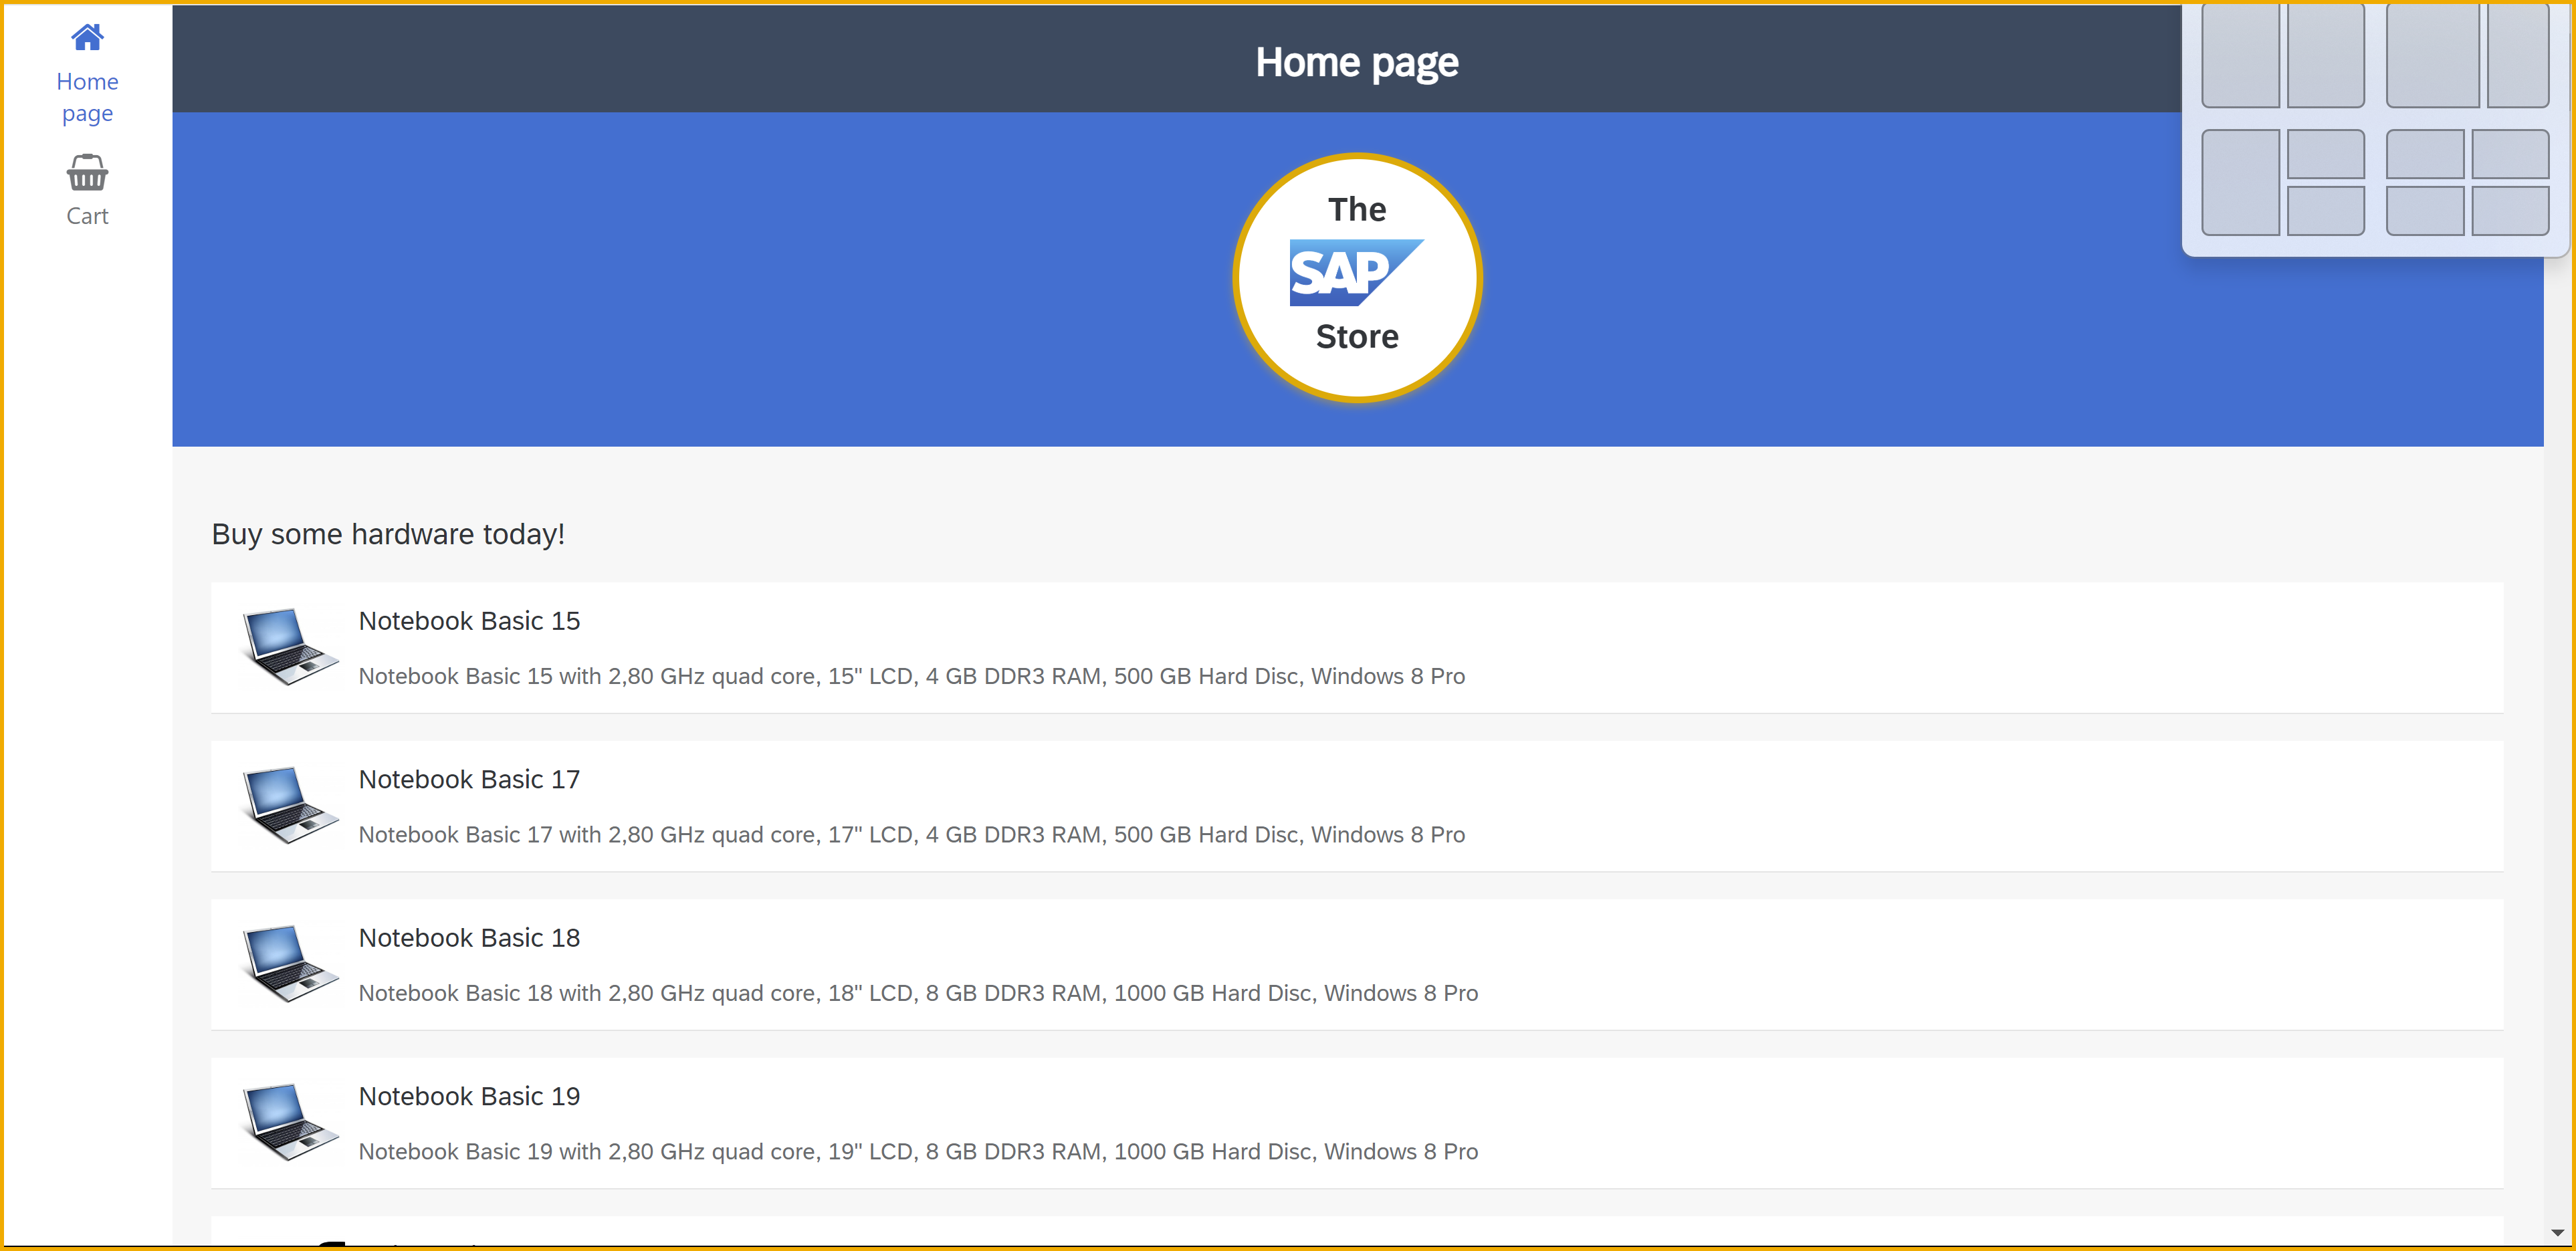 Home page
Home
page
Cart
The
SAP
Store
Buy some hardware today!
Notebook Basic 15
Notebook Basic 15 with 2,80 GHz quad core, 15" LCD, 4 GB DDR3 RAM, 500 GB Hard Disc, Windows 8 Pro
Notebook Basic 17
Notebook Basic 17 with 2,80 GHz quad core, 17" LCD, 4 GB DDR3 RAM, 500 GB Hard Disc, Windows 8 Pro
Notebook Basic 18
Notebook Basic 18 with 2,80 GHz quad core, 18" LCD, 8 GB DDR3 RAM, 1000 GB Hard Disc, Windows 8 Pro
Notebook Basic 19
Notebook Basic 19 with 2,80 GHz quad core, 19" LCD, 8 GB DDR3 RAM, 1000 GB Hard Disc, Windows 8 Pro